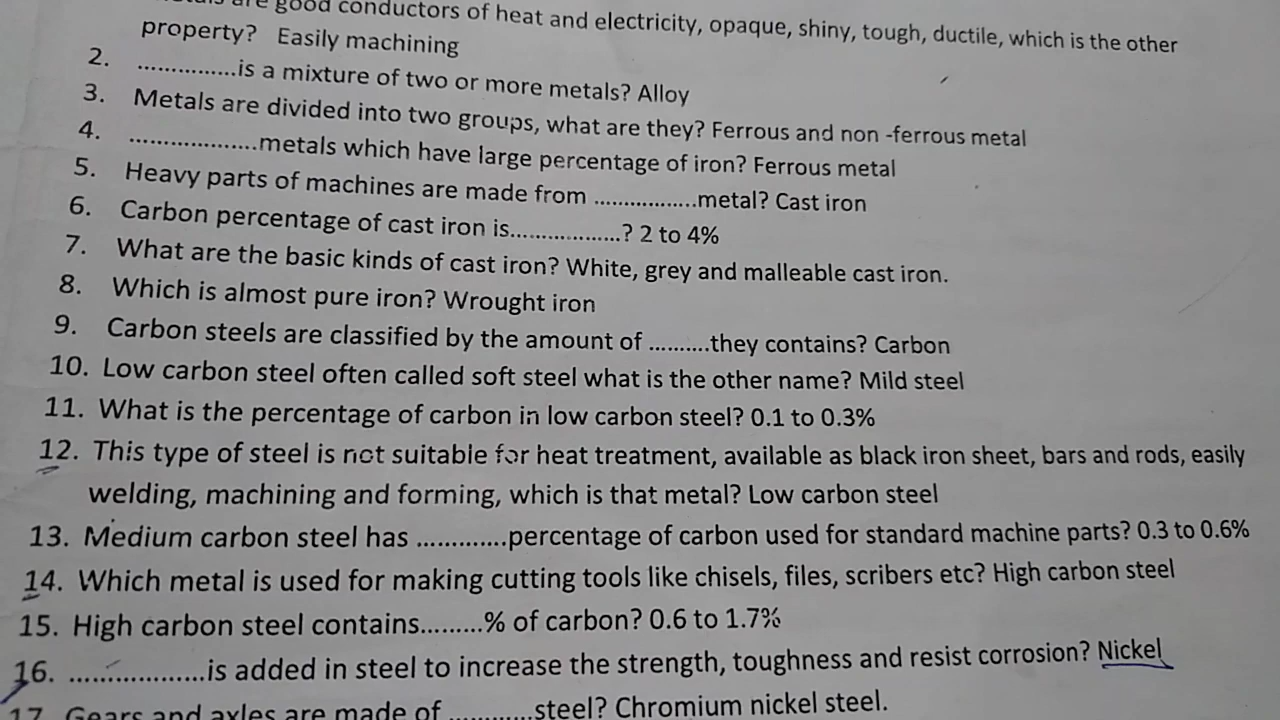 are good conductors of heat and electricity, opaque, shiny, tough, ductile, which is the other
property? Easily machining
2. ...............is a mixture of two or more metals? Alloy
3. Metals are divided into two groups, what are they? Ferrous and non -ferrous metal
4. ...................metals which have large percentage of iron? Ferrous metal
5. Heavy parts of machines are made from .................metal? Cast iron
6. Carbon percentage of cast iron is..................? 2 to 4%
7. What are the basic kinds of cast iron? White, grey and malleable cast iron.
8. Which is almost pure iron? Wrought iron
9. Carbon steels are classified by the amount of ..........they contains? Carbon
10. Low carbon steel often called soft steel what is the other name? Mild steel
11. What is the percentage of carbon in low carbon steel? 0.1 to 0.3%
12. This type of steel is not suitable for heat treatment, available as black iron sheet, bars and rods, easily
welding, machining and forming, which is that metal? Low carbon steel
13. Medium carbon steel has .............percentage of carbon used for standard machine parts? 0.3 to 0.6%
14. Which metal is used for making cutting tools like chisels, files, scribers etc? High carbon steel
15. High carbon steel contains.........% of carbon? 0.6 to 1.7%
16. ....................is added in steel to increase the strength, toughness and resist corrosion? Nickel
17. Gears and axles are made of ............steel? Chromium nickel steel.